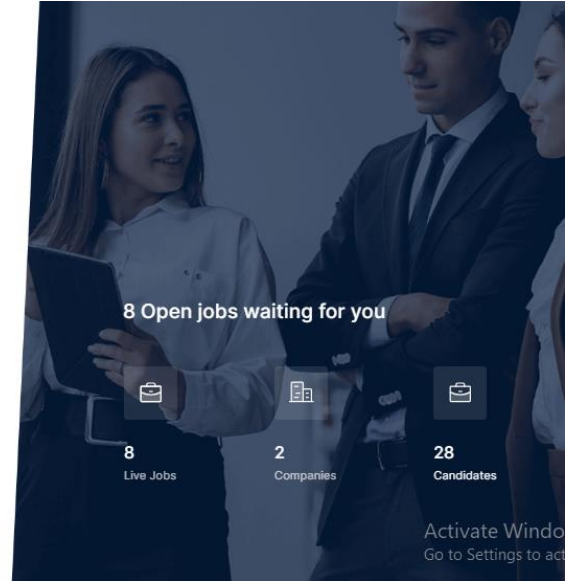 8 Open jobs waiting for you
8
Live Jobs
2
Companies
28
Candidates
Activate Windo
Go to Settings to act